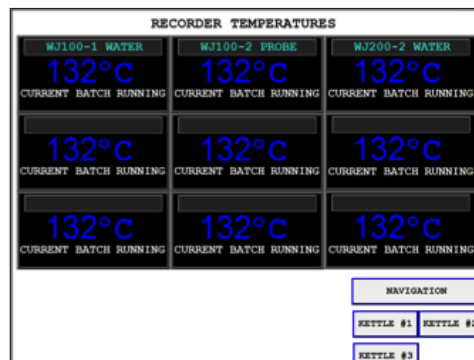 RECORDER TEMPERATURES
WJ100-1 WATER WJ100-2 PROBE WJ200-2 WATER
132°C 132°C 132°C
CURRENT BATCH RUNNING CURRENT BATCH RUNNING CURRENT BATCH RUNNING
132°C 132°C 132°C
CURRENT BATCH RUNNING CURRENT BATCH RUNNING CURRENT BATCH RUNNING
132°C 132°C 132°C
CURRENT BATCH RUNNING CURRENT BATCH RUNNING CURRENT BATCH RUNNING
NAVIGATION
KETTLE #1 KETTLE #2
KETTLE #3